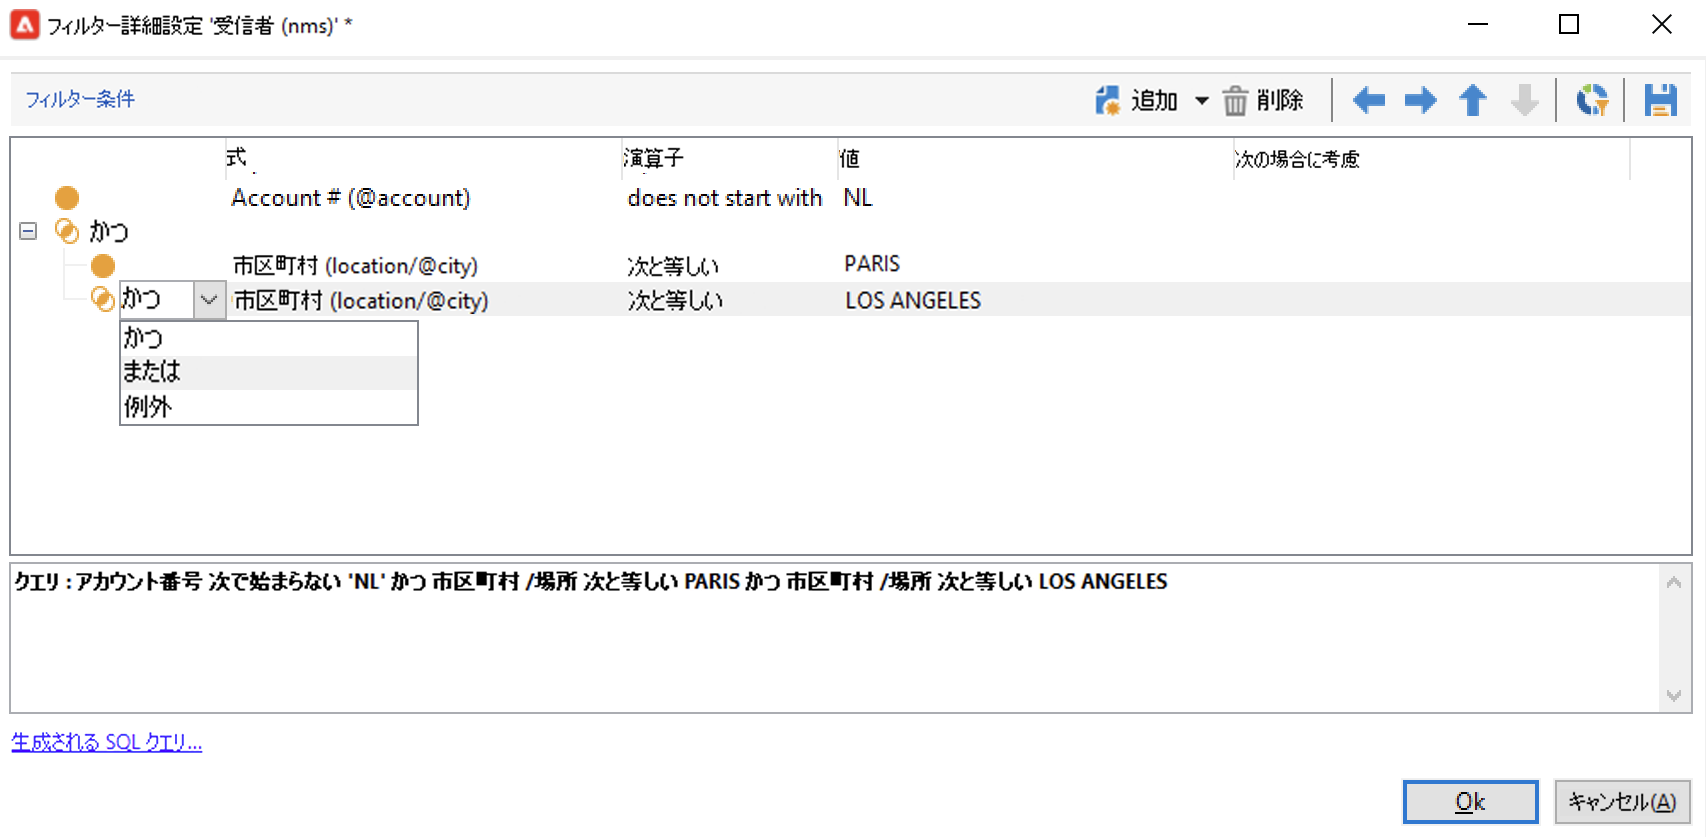 フィルター詳細設定 '受信者 (nms)' *
フィルター条件 追加 削除
式 演算子 値 次の場合に考慮
Account # (@account) does not start with NL
かつ
市区町村 (location/@city) 次と等しい PARIS
かつ 市区町村 (location/@city) 次と等しい LOS ANGELES
かつ
または
例外
クエリ : アカウント番号 次で始まらない 'NL' かつ 市区町村 /場所 次と等しい PARIS かつ 市区町村 /場所 次と等しい LOS ANGELES
生成される SQL クエリ...
Ok キャンセル(A)